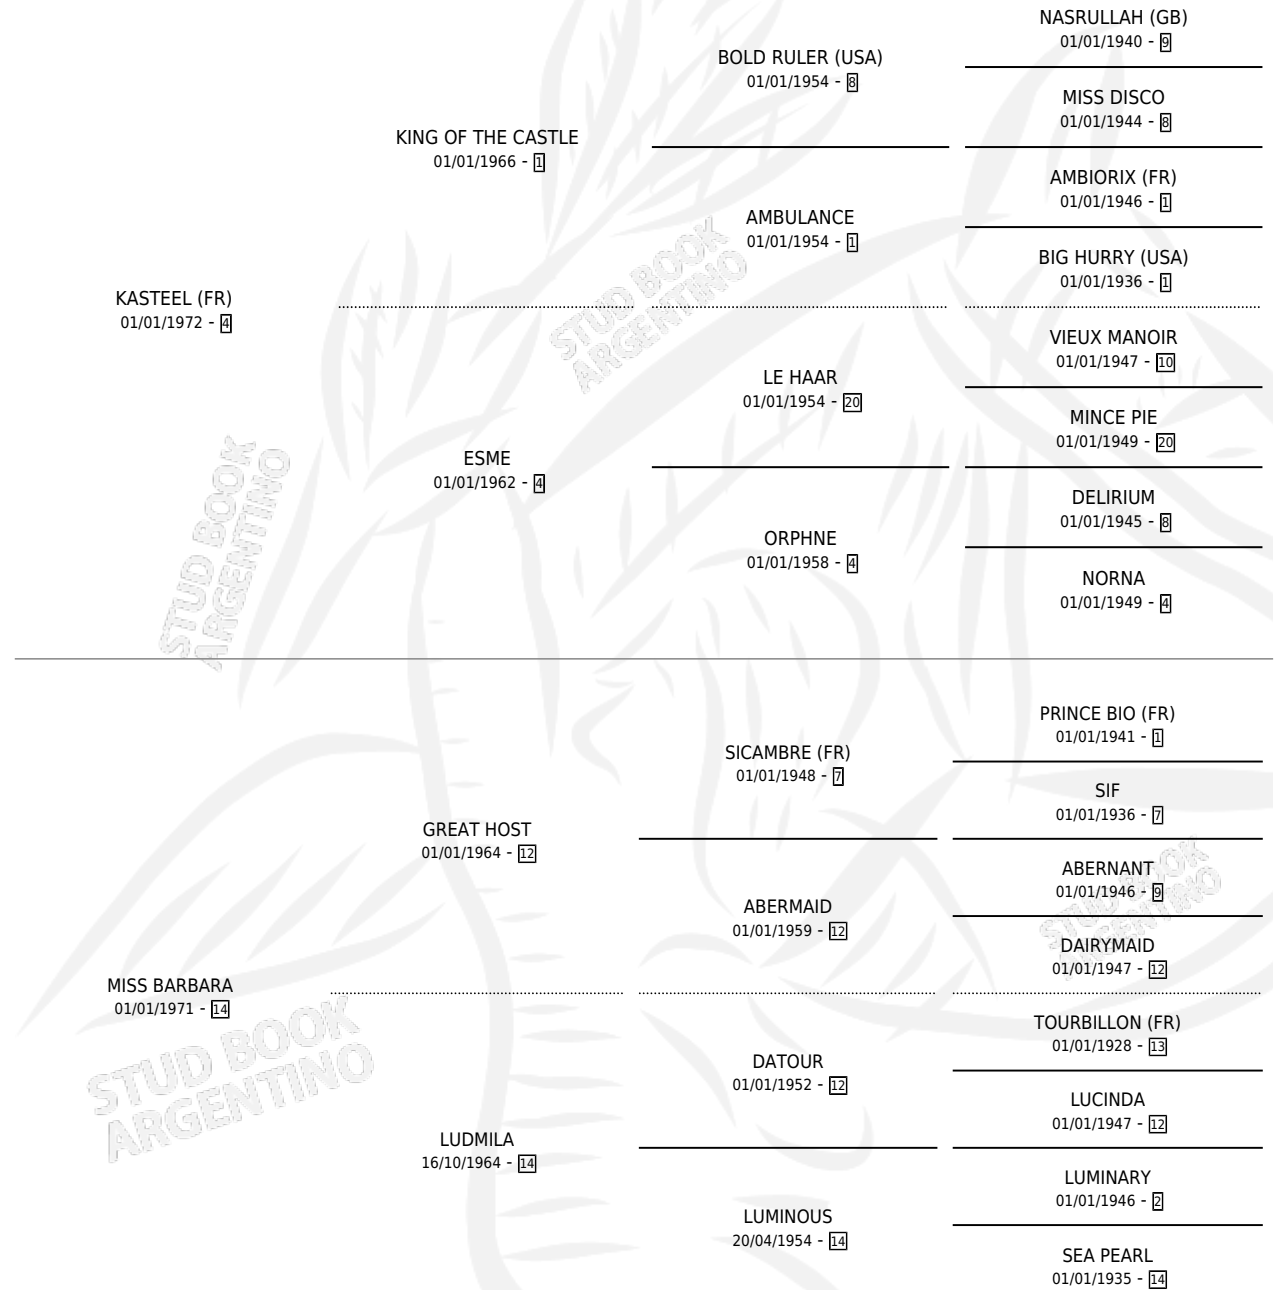 NASRULLAH (GB)
01/01/1940 - 9
BOLD RULER (USA)
01/01/1954 - 8
MISS DISCO
01/01/1944 - 8
KING OF THE CASTLE
01/01/1966 - 1
AMBIORIX (FR)
01/01/1946 - 1
AMBULANCE
01/01/1954 - 1
BIG HURRY (USA)
01/01/1936 - 1
KASTEEL (FR)
01/01/1972 - 4
VIEUX MANOIR
01/01/1947 - 10
LE HAAR
01/01/1954 - 20
MINCE PIE
01/01/1949 - 20
ESME
01/01/1962 - 4
DELIRIUM
01/01/1945 - 8
ORPHNE
01/01/1958 - 4
NORNA
01/01/1949 - 4
PRINCE BIO (FR)
01/01/1941 - 1
SICAMBRE (FR)
01/01/1948 - 7
SIF
01/01/1936 - 7
GREAT HOST
01/01/1964 - 12
ABERNANT
01/01/1946 - 9
ABERMAID
01/01/1959 - 12
DAIRYMAID
01/01/1947 - 12
MISS BARBARA
01/01/1971 - 14
TOURBILLON (FR)
01/01/1928 - 13
DATOUR
01/01/1952 - 12
LUCINDA
01/01/1947 - 12
LUDMILA
16/10/1964 - 14
LUMINARY
01/01/1946 - 2
LUMINOUS
20/04/1954 - 14
SEA PEARL
01/01/1935 - 14
STUD BOOK
ARGENTINO
STUD BOOK
ARGENTINO
STUD BOOK
ARGENTINO
STUD BOOK
ARGENTINO